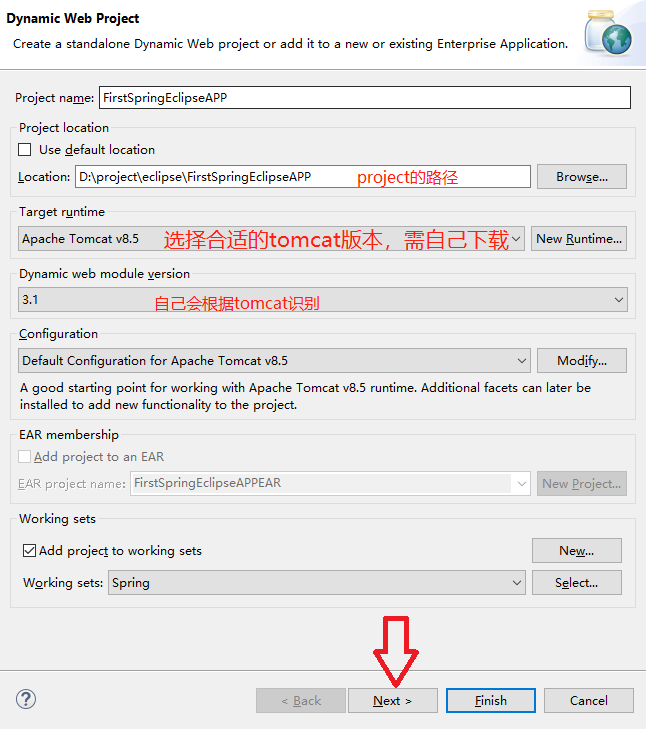 Dynamic Web Project
Create a standalone Dynamic Web project or add it to a new or existing Enterprise Application.
Project name: FirstSpringEclipseAPP
Project location
Use default location
Location: D:\project\eclipse\FirstSpringEclipseAPP project的路径 Browse...
Target runtime
Apache Tomcat v8.5 选择合适的tomcat版本，需自己下载 New Runtime...
Dynamic web module version
3.1 自己会根据tomcat识别
Configuration
Default Configuration for Apache Tomcat v8.5 Modify...
A good starting point for working with Apache Tomcat v8.5 runtime. Additional facets can later be
installed to add new functionality to the project.
EAR membership
Add project to an EAR
EAR project name: FirstSpringEclipseAPPEAR New Project...
Working sets
Add project to working sets New...
Working sets: Spring Select...
? < Back Next > Finish Cancel